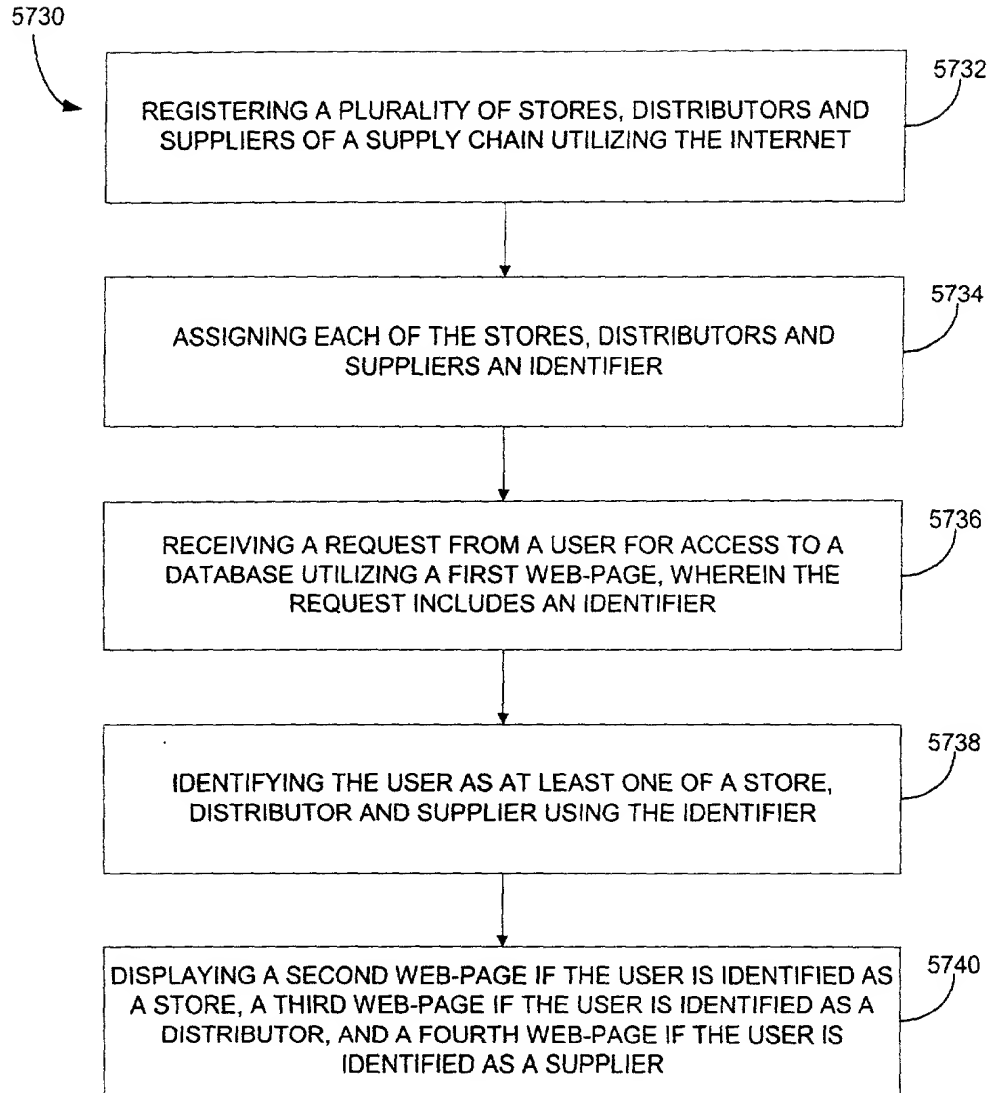 5730
5732
REGISTERING A PLURALITY OF STORES, DISTRIBUTORS AND
SUPPLIERS OF A SUPPLY CHAIN UTILIZING THE INTERNET
5734
ASSIGNING EACH OF THE STORES, DISTRIBUTORS AND
SUPPLIERS AN IDENTIFIER
5736
RECEIVING A REQUEST FROM A USER FOR ACCESS TO A
DATABASE UTILIZING A FIRST WEB-PAGE, WHEREIN THE
REQUEST INCLUDES AN IDENTIFIER
5738
IDENTIFYING THE USER AS AT LEAST ONE OF A STORE,
DISTRIBUTOR AND SUPPLIER USING THE IDENTIFIER
5740
DISPLAYING A SECOND WEB-PAGE IF THE USER IS IDENTIFIED AS
A STORE, A THIRD WEB-PAGE IF THE USER IS IDENTIFIED AS A
DISTRIBUTOR, AND A FOURTH WEB-PAGE IF THE USER IS
IDENTIFIED AS A SUPPLIER